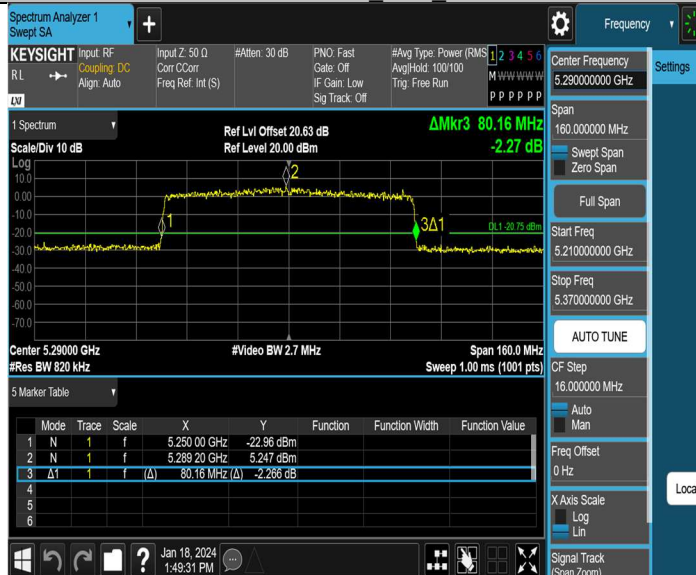 Spectrum Analyzer 1
Swept SA
Frequency
KEYSIGHT
RL
LXI
Input: RF
Coupling: DC
Align: Auto
Input Z: 50 Ω
Corr CCorr
Freq Ref: Int (S)
#Atten: 30 dB
PNO: Fast
Gate: Off
IF Gain: Low
Sig Track: Off
#Avg Type: Power (RMS
Avg|Hold: 100/100
Trig: Free Run
1 2 3 4 5 6
M W W W W W
P P P P P P
1 Spectrum
Scale/Div 10 dB
Ref Lvl Offset 20.63 dB
Ref Level 20.00 dBm
ΔMkr3 80.16 MHz
-2.27 dB
Log
10.0
0.00
-10.0
-20.0
-30.0
-40.0
-50.0
-60.0
-70.0
2
1
3Δ1
DL1 -20.75 dBm
Center 5.29000 GHz
#Res BW 820 kHz
#Video BW 2.7 MHz
Span 160.0 MHz
Sweep 1.00 ms (1001 pts)
5 Marker Table
Mode Trace Scale X Y Function Function Width Function Value
1 N 1 f 5.250 00 GHz -22.96 dBm
2 N 1 f 5.289 20 GHz 5.247 dBm
3 Δ1 1 f (Δ) 80.16 MHz (Δ) -2.266 dB
4
5
6
?
Jan 18, 2024
1:49:31 PM
Center Frequency
5.290000000 GHz
Span
160.000000 MHz
Swept Span
Zero Span
Full Span
Start Freq
5.210000000 GHz
Stop Freq
5.370000000 GHz
AUTO TUNE
CF Step
16.000000 MHz
Auto
Man
Freq Offset
0 Hz
X Axis Scale
Log
Lin
Signal Track
(Span Zoom)
Settings
Loca